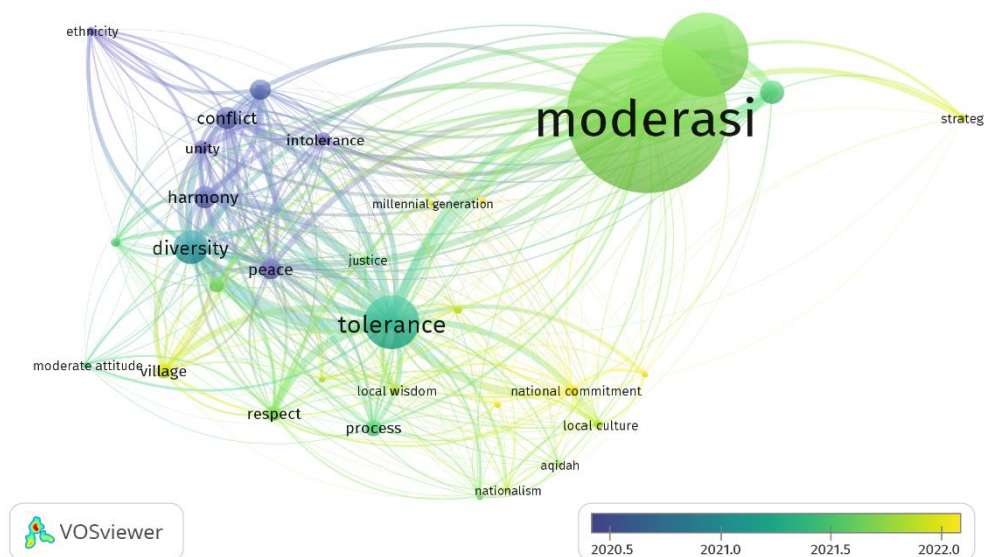 ethnicity
conflict
unity
intolerance
moderasi
strateg
harmony
millennial generation
diversity
justice
peace
tolerance
moderate attitude
village
local wisdom
national commitment
respect
process
local culture
aqidah
nationalism
VOSviewer
2020.5 2021.0 2021.5 2022.0